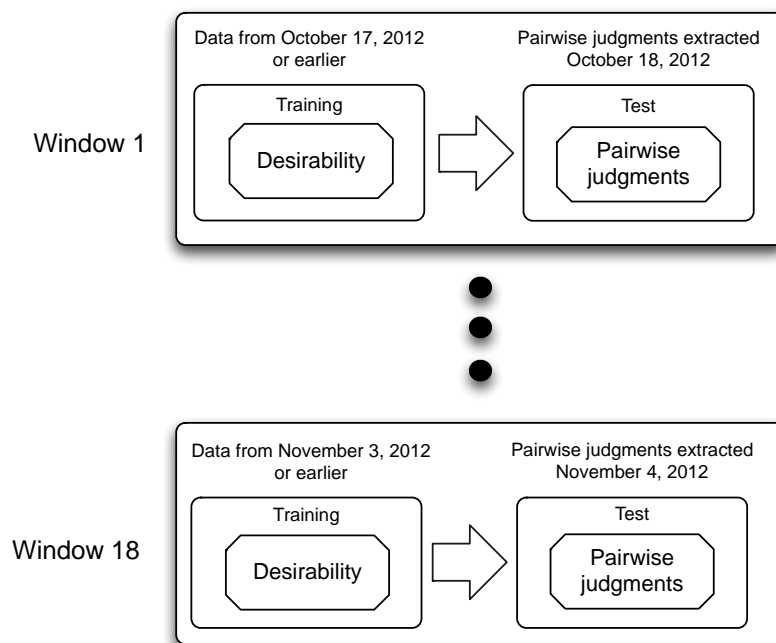 Data from October 17, 2012
or earlier
Pairwise judgments extracted
October 18, 2012
Window 1
Training
Desirability
Test
Pairwise
judgments
Data from November 3, 2012
or earlier
Pairwise judgments extracted
November 4, 2012
Window 18
Training
Desirability
Test
Pairwise
judgments